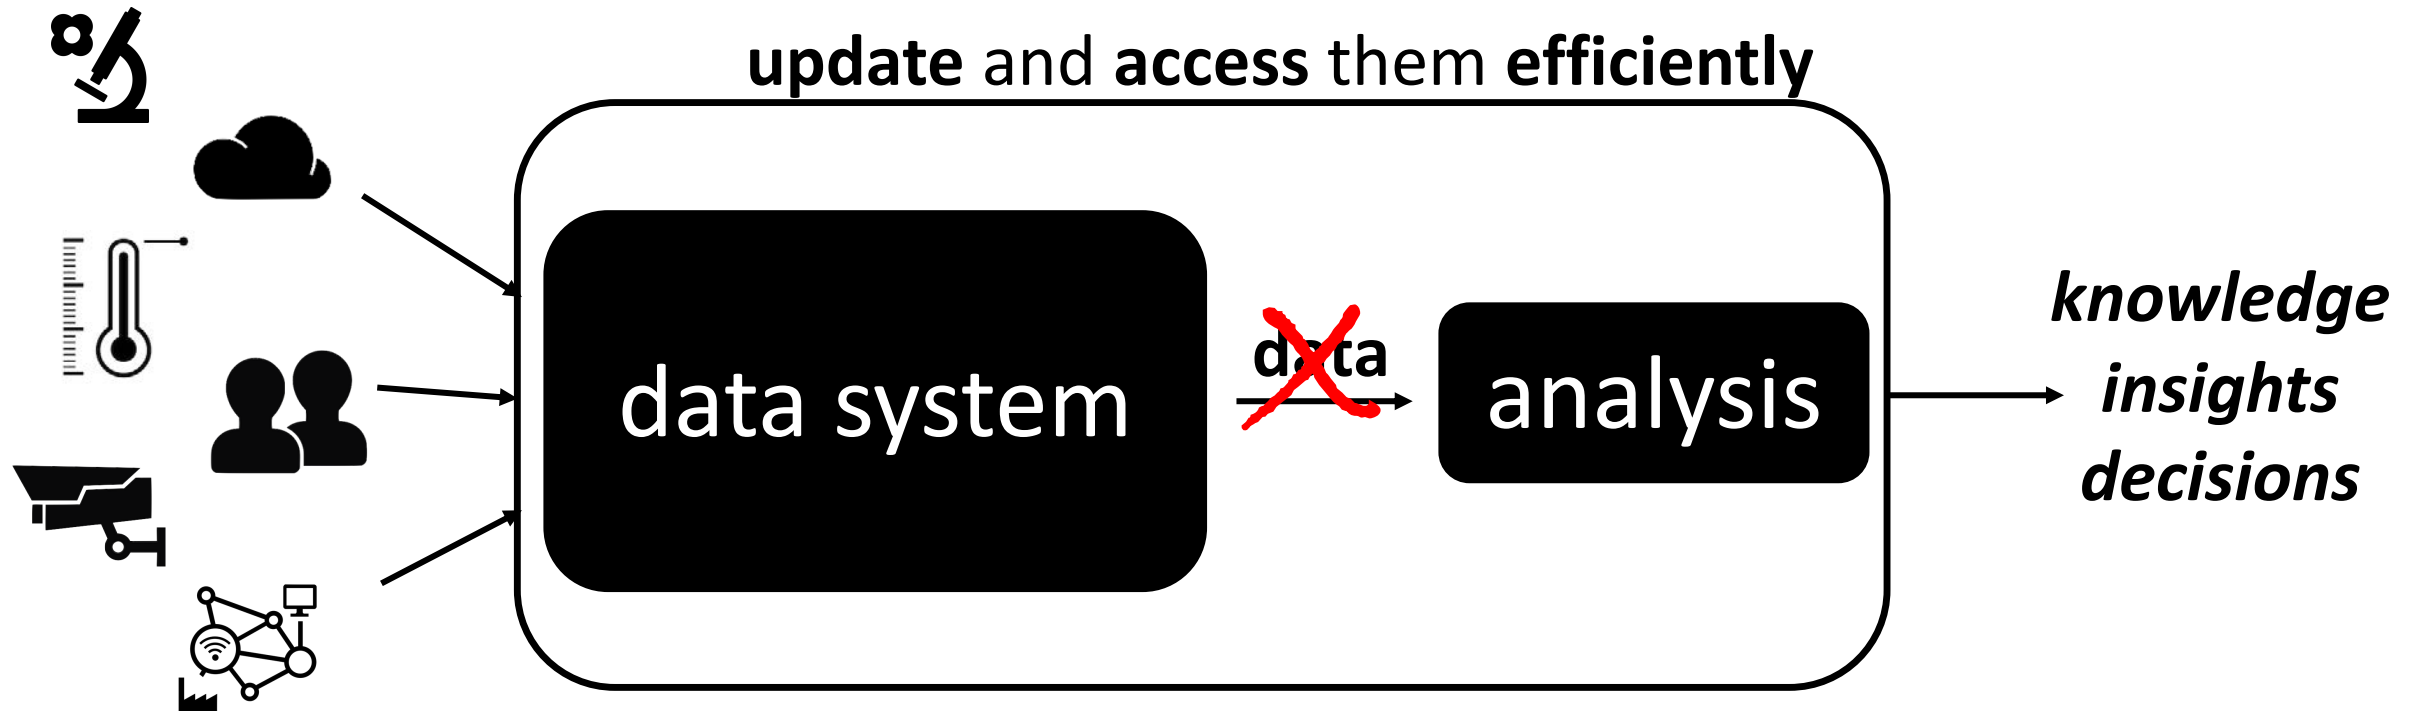 update and access them efficiently
data system
data
analysis
knowledge
insights
decisions